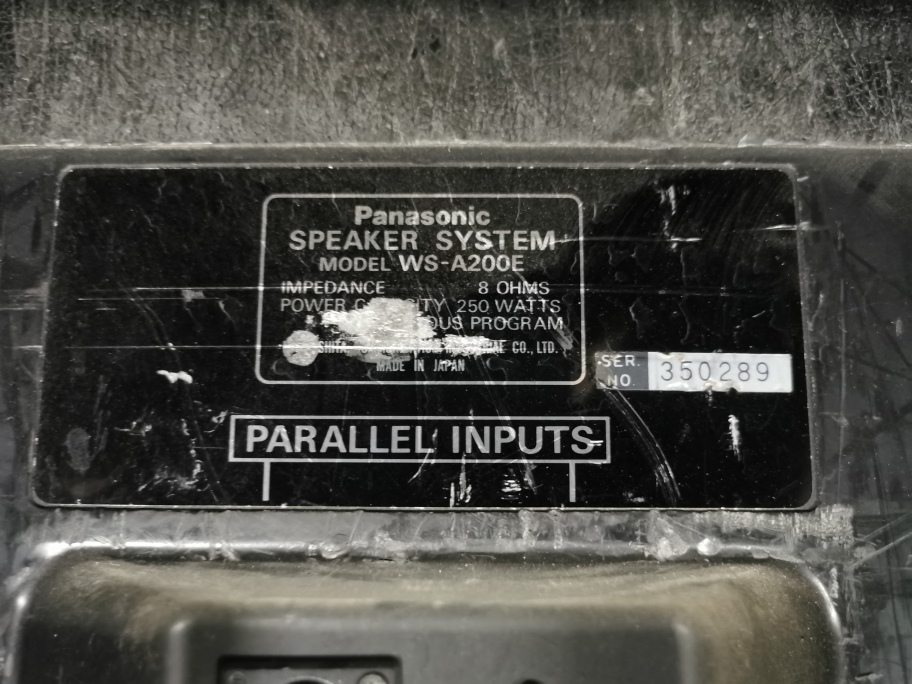 Panasonic
SPEAKER SYSTEM
MODEL WS-A200E
IMPEDANCE 8 OHMS
POWER 250 WATTS
PROGRAM
CO., LTD.
MADE IN JAPAN
SER. NO. 350289
PARALLEL INPUTS